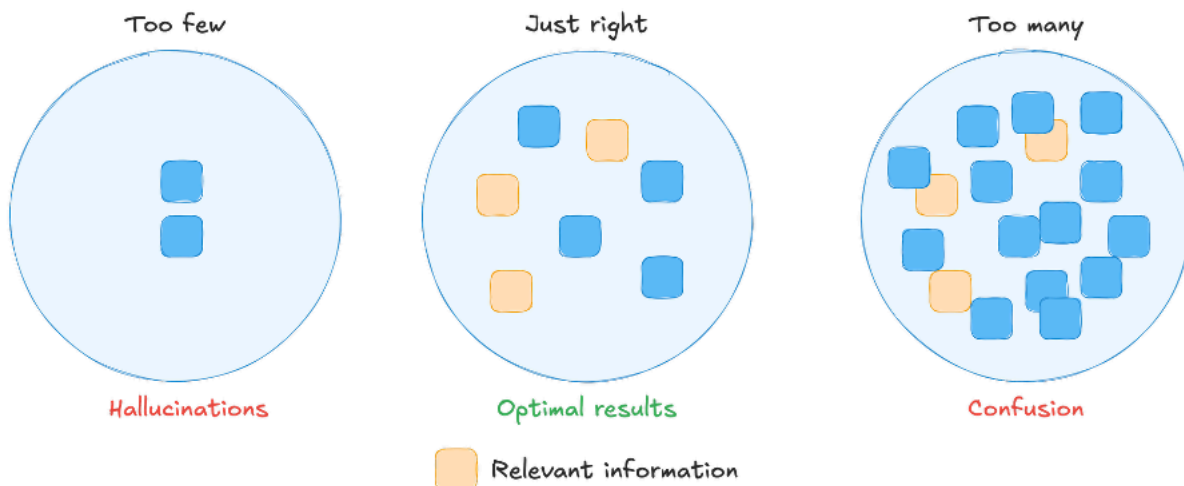 Too few
Just right
Too many
Hallucinations
Optimal results
Confusion
Relevant information